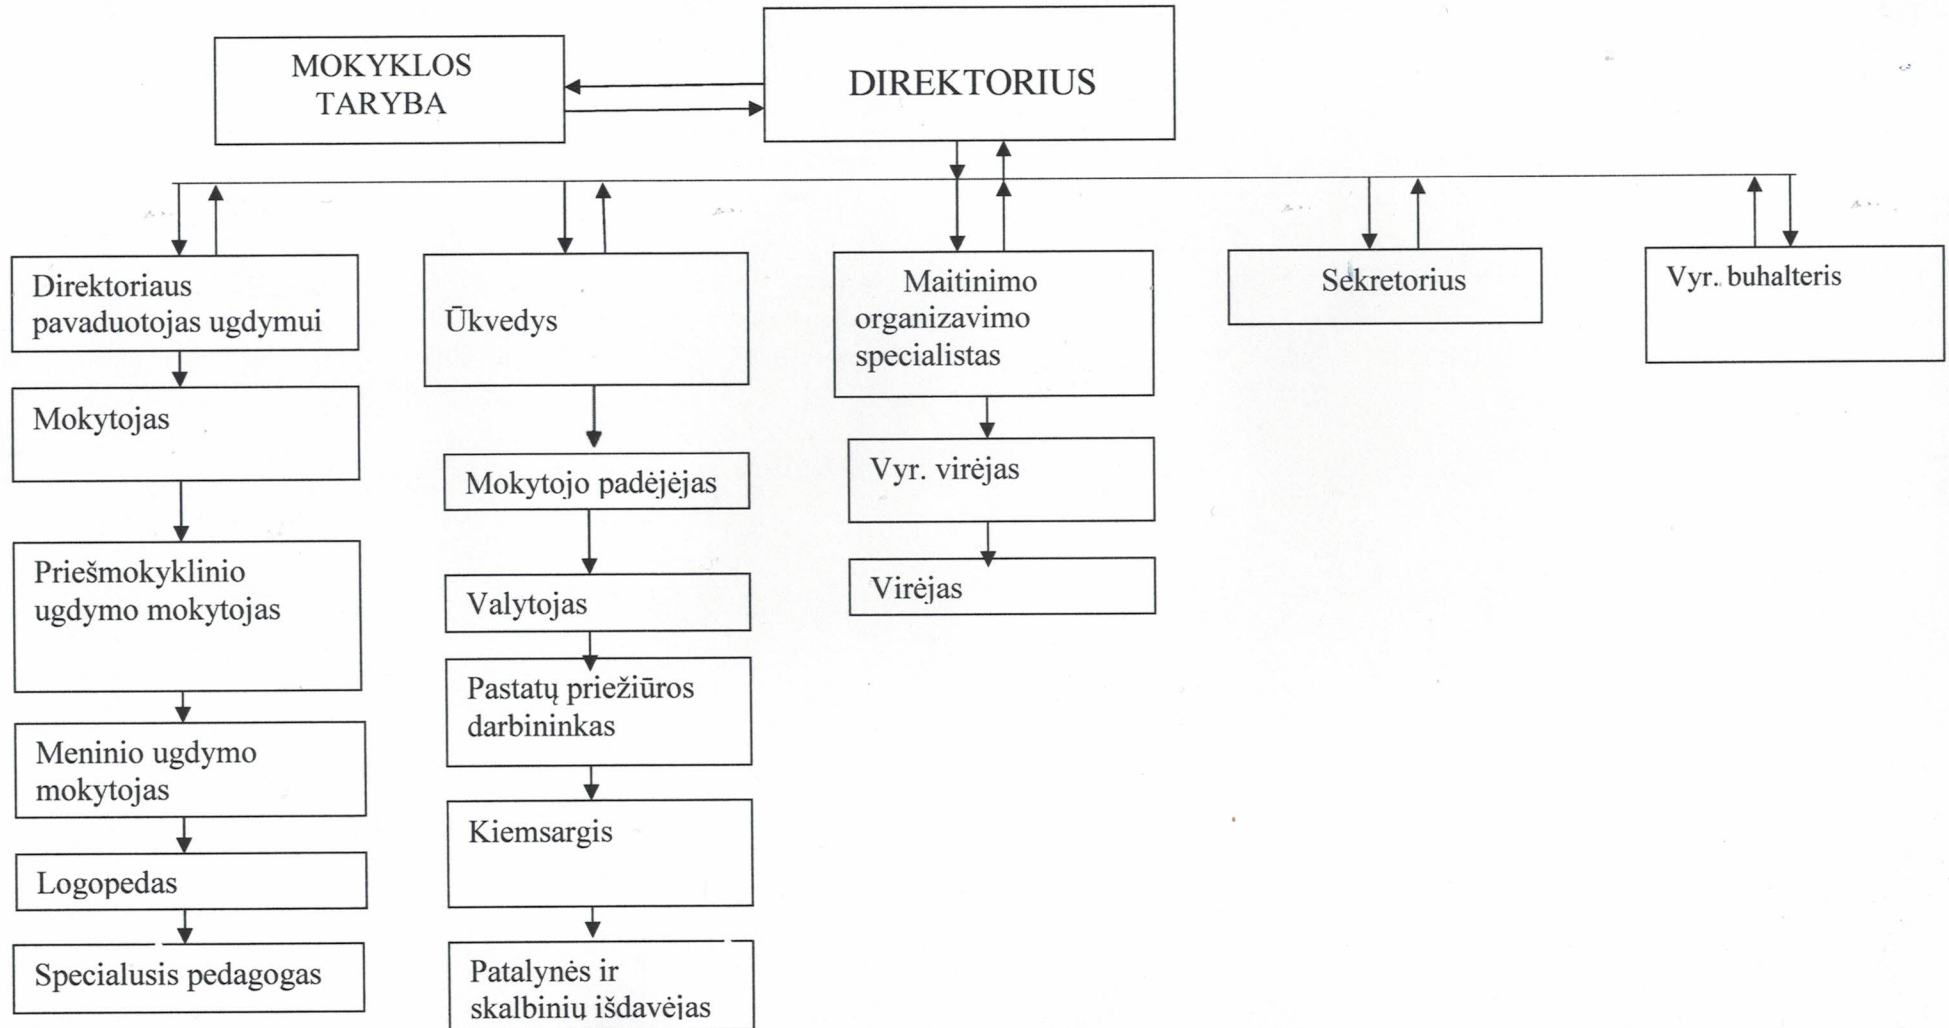 MOKYKLOS
TARYBA
DIREKTORIUS
Direktoriaus
pavaduotojas ugdymui
Mokytojas
Priešmokyklinio
ugdymo mokytojas
Meninio ugdymo
mokytojas
Logopedas
Specialusis pedagogas
Ūkvedys
Mokytojo padėjėjas
Valytojas
Pastatų priežiūros
darbininkas
Kiemsargis
Patalynės ir
skalbinių išdavėjas
Maitinimo
organizavimo
specialistas
Vyr. virėjas
Virėjas
Sekretorius
Vyr. buhalteris